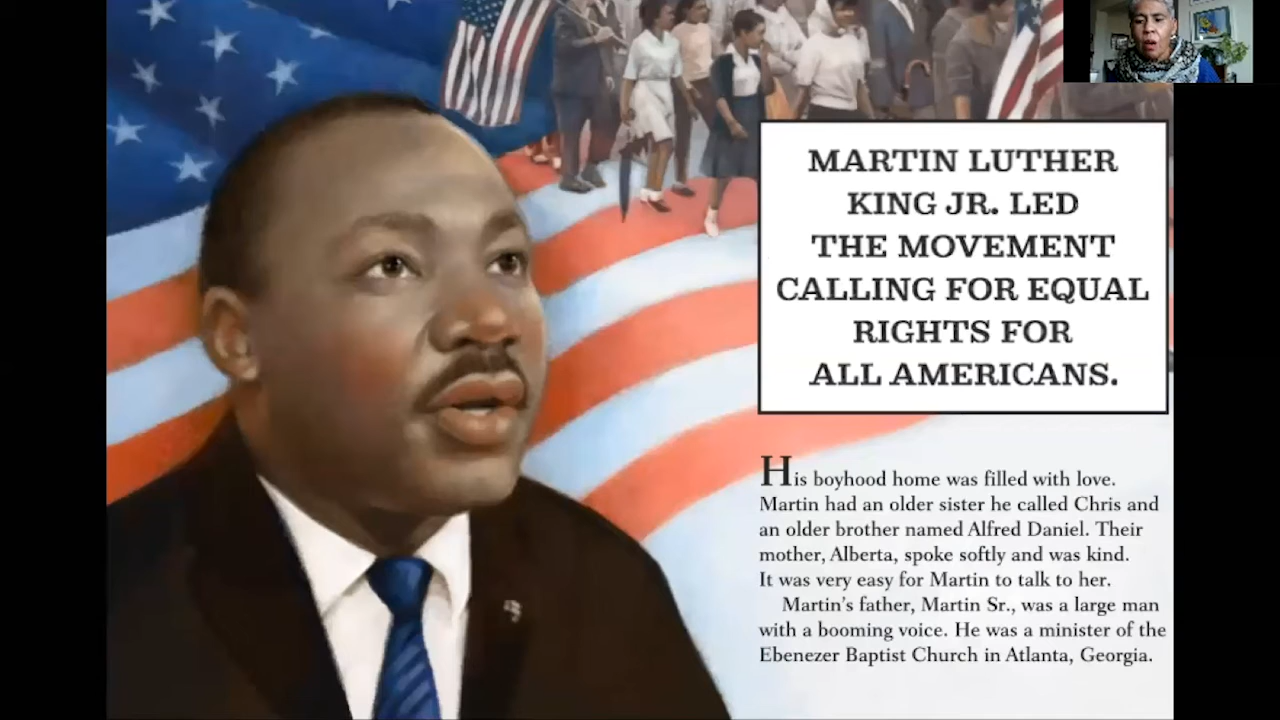 MARTIN LUTHER
KING JR. LED
THE MOVEMENT
CALLING FOR EQUAL
RIGHTS FOR
ALL AMERICANS.
His boyhood home was filled with love.
Martin had an older sister he called Chris and
an older brother named Alfred Daniel. Their
mother, Alberta, spoke softly and was kind.
It was very easy for Martin to talk to her.
Martin's father, Martin Sr., was a large man
with a booming voice. He was a minister of the
Ebenezer Baptist Church in Atlanta, Georgia.